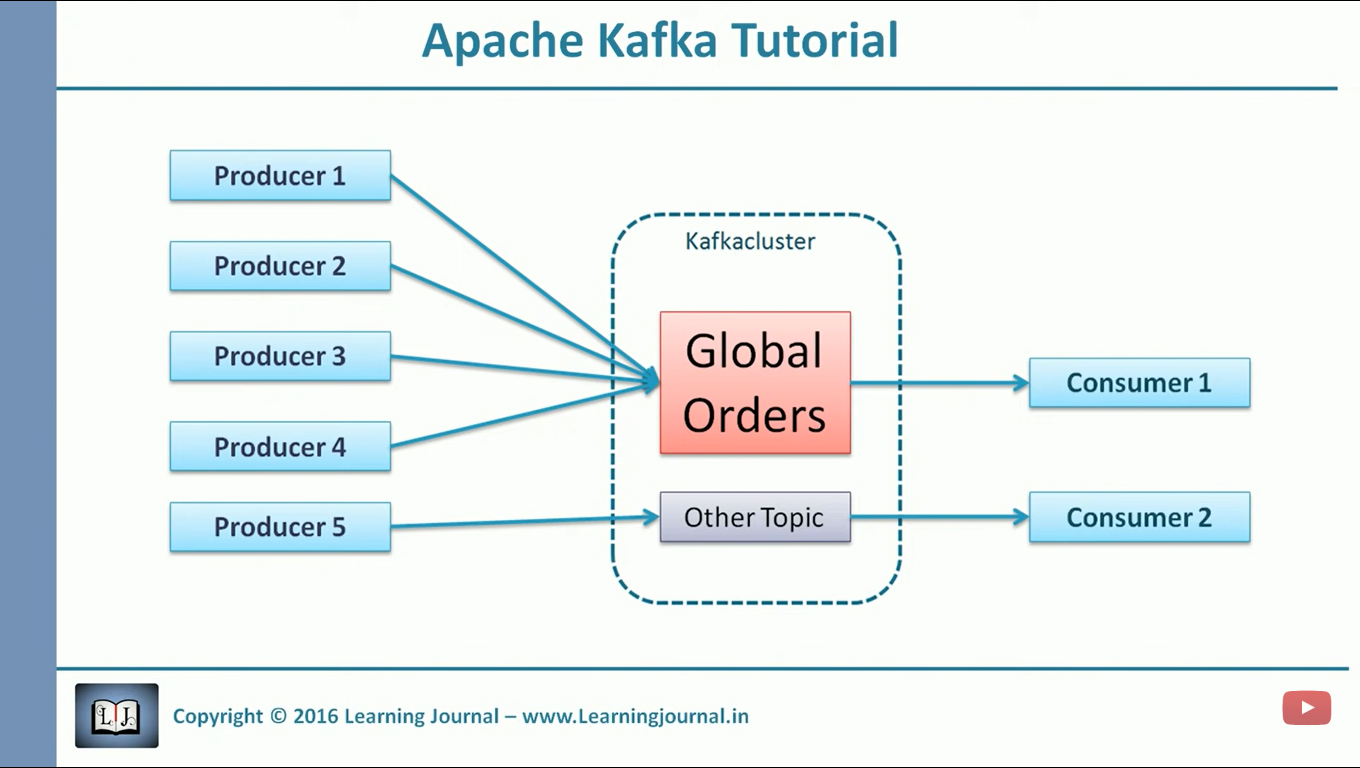 Apache Kafka Tutorial
Producer 1
Producer 2
Producer 3
Producer 4
Producer 5
Kafkacluster
Global
Orders
Other Topic
Consumer 1
Consumer 2
LJ
Copyright © 2016 Learning Journal – www.Learningjournal.in